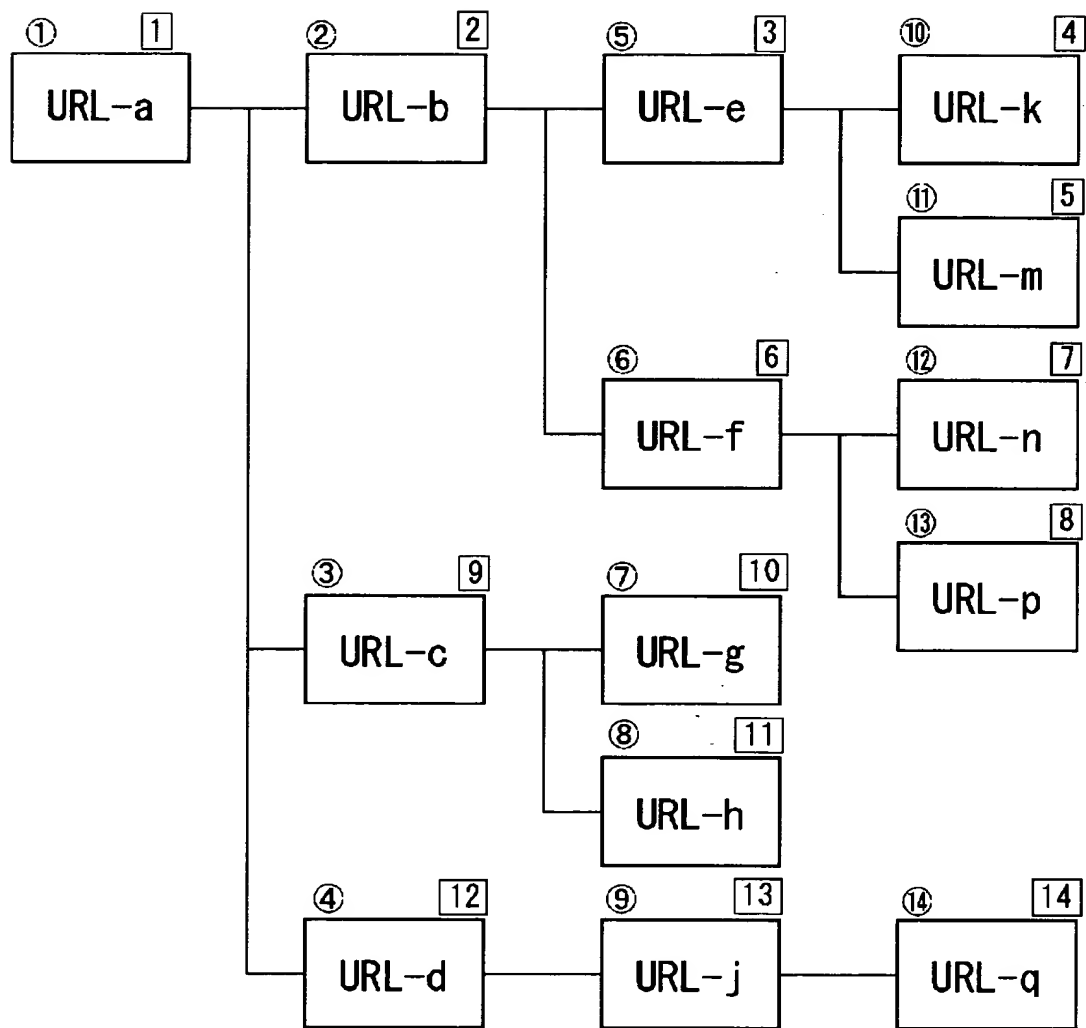 ① 1 ② 2 ⑤ 3 ⑩ 4
URL-a URL-b URL-e URL-k
⑪ 5
URL-m
⑥ 6 ⑫ 7
URL-f URL-n
⑬ 8
URL-p
③ 9 ⑦ 10
URL-c URL-g
⑧ 11
URL-h
④ 12 ⑨ 13 ⑭ 14
URL-d URL-j URL-q